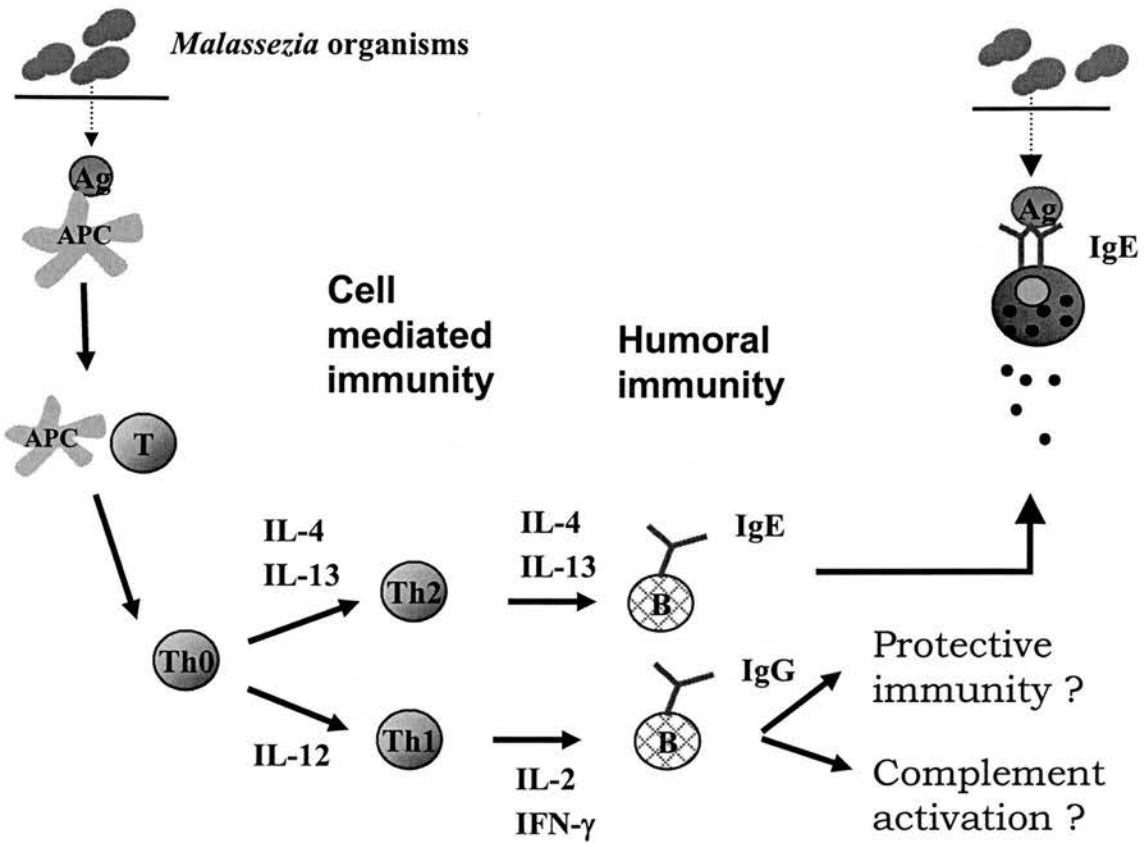 Malassezia organisms
Ag
APC
Ag
IgE
Cell
mediated
immunity
Humoral
immunity
APC
T
IL-4
IL-13
Th2
IL-4
IL-13
IgE
B
Th0
IL-12
Th1
IL-2
IFN-γ
IgG
B
Protective
immunity ?
Complement
activation ?